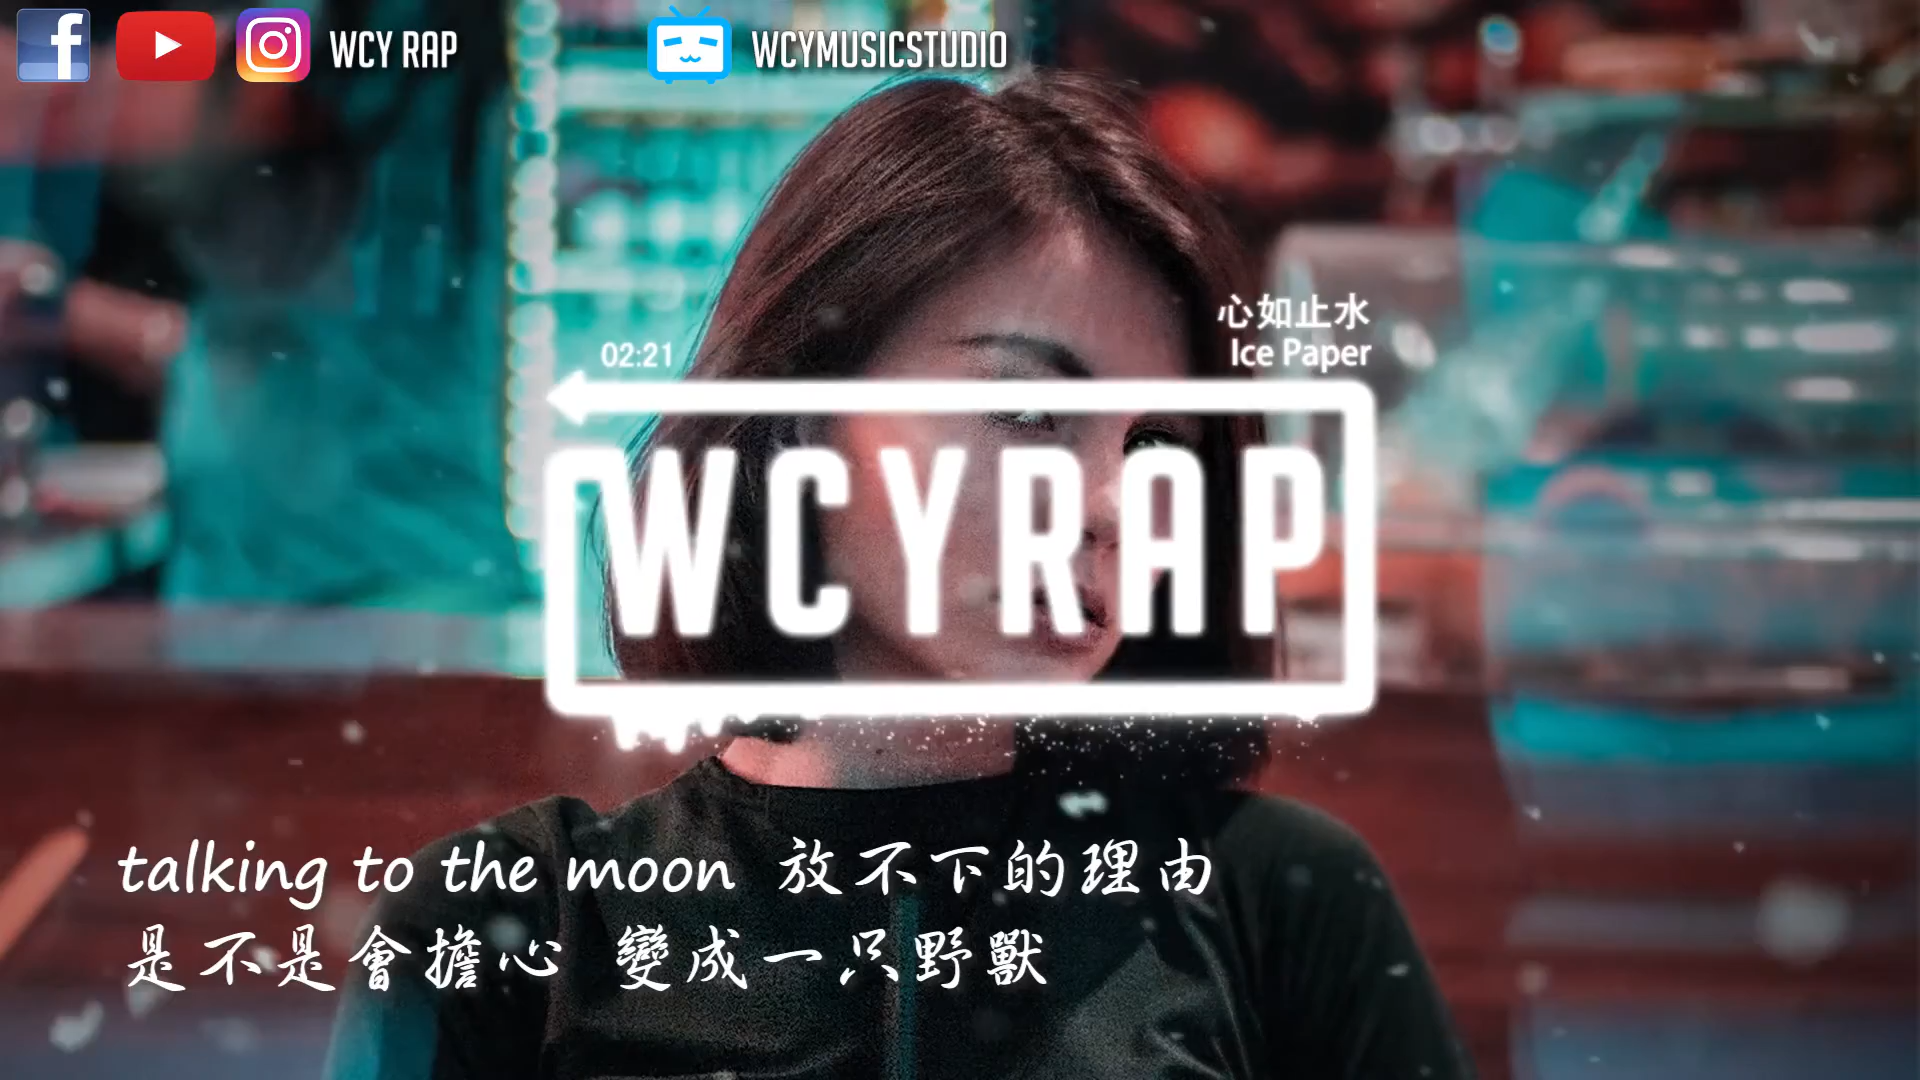 WCY RAP
WCYMUSICSTUDIO
心如止水
02:21
Ice Paper
WCYRAP
talking to the moon 放不下的理由
是不是會擔心 變成一只野獸